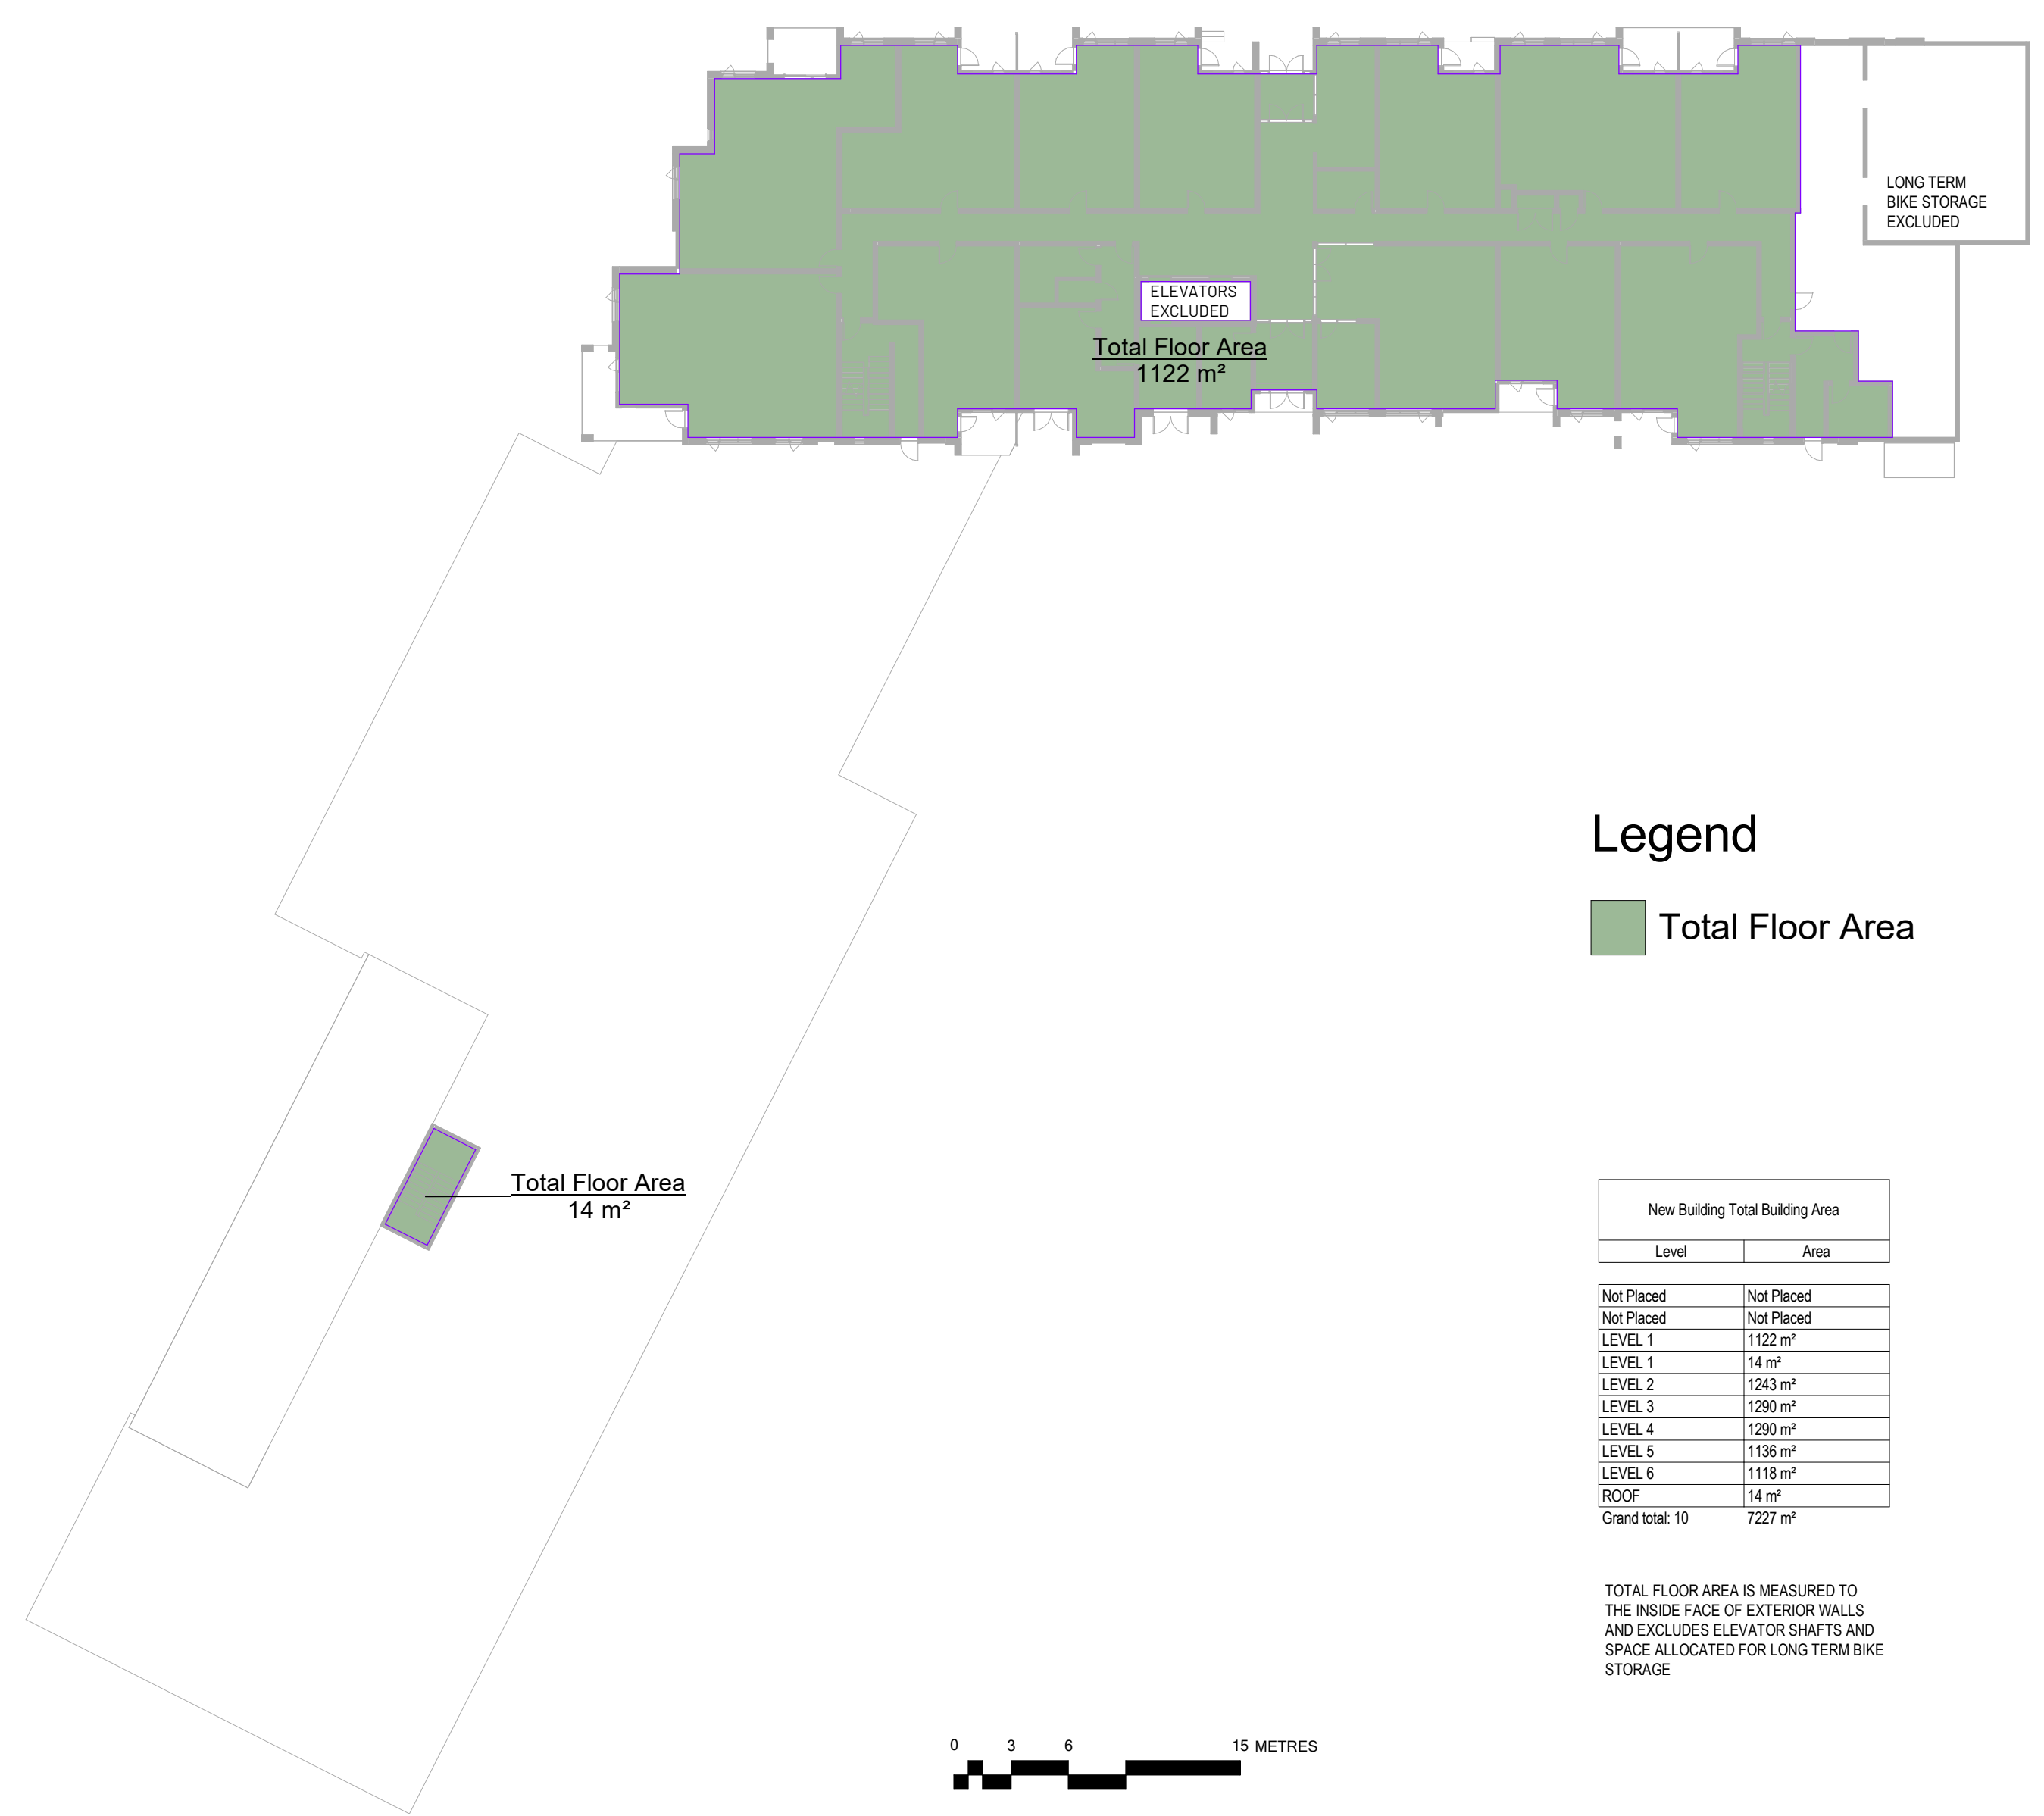 LONG TERM
BIKE STORAGE
EXCLUDED
ELEVATORS
EXCLUDED
Total Floor Area
1122 m²
Legend
Total Floor Area
Total Floor Area
14 m²
New Building Total Building Area
Level Area
Not Placed Not Placed
Not Placed Not Placed
LEVEL 1 1122 m²
LEVEL 1 14 m²
LEVEL 2 1243 m²
LEVEL 3 1290 m²
LEVEL 4 1290 m²
LEVEL 5 1136 m²
LEVEL 6 1118 m²
ROOF 14 m²
Grand total: 10 7227 m²
TOTAL FLOOR AREA IS MEASURED TO
THE INSIDE FACE OF EXTERIOR WALLS
AND EXCLUDES ELEVATOR SHAFTS AND
SPACE ALLOCATED FOR LONG TERM BIKE
STORAGE
0 3 6 15 METRES